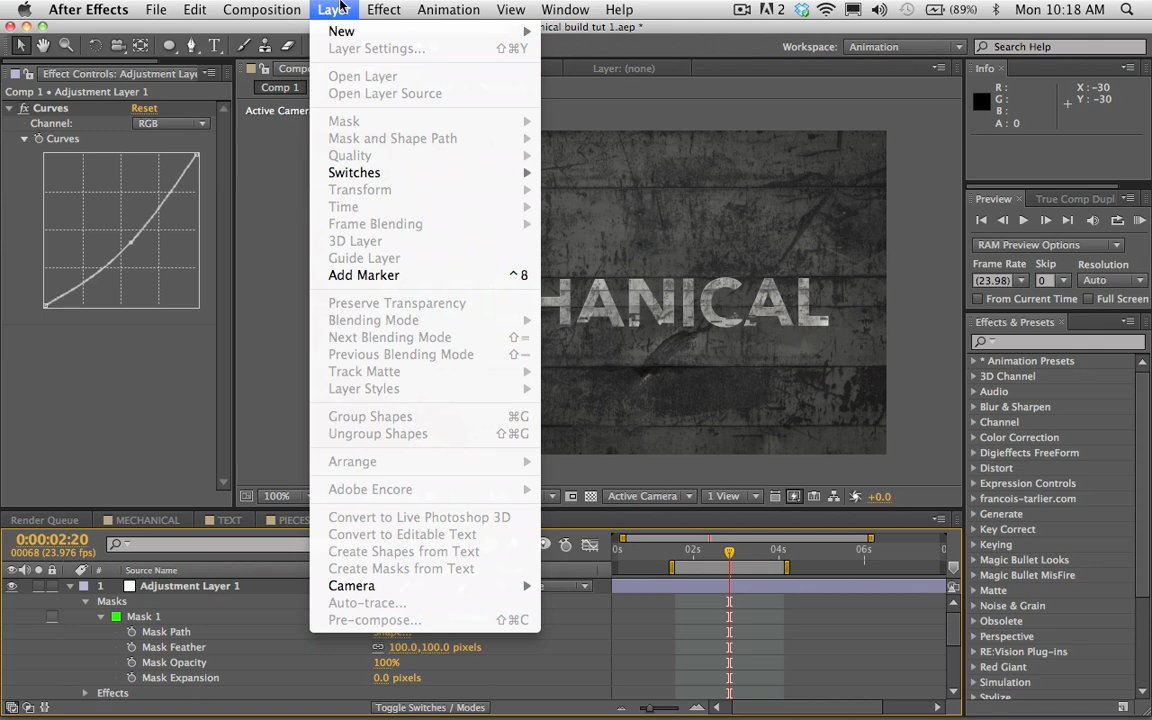 After Effects File Edit Composition Layer Effect Animation View Window Help 2 (89%) Mon 10:18 AM
nical build tut 1.aep *
Workspace: Animation Search Help
Effect Controls: Adjustment Laye Compo Layer: (none) Info
Comp 1 • Adjustment Layer 1 Comp 1
fx Curves Reset Active Camer
Channel: RGB
Curves
R: X: -30
G: Y: -30
B:
A: 0
New
Layer Settings... ⇧⌘Y
Open Layer
Open Layer Source
Mask
Mask and Shape Path
Quality
Switches
Transform
Time
Frame Blending
3D Layer
Guide Layer
Add Marker ^8
Preserve Transparency
Blending Mode
Next Blending Mode ⇧=
Previous Blending Mode ⇧−
Track Matte
Layer Styles
Group Shapes ⌘G
Ungroup Shapes ⇧⌘G
Arrange
Adobe Encore
Convert to Live Photoshop 3D
Convert to Editable Text
Create Shapes from Text
Create Masks from Text
Camera
Auto-trace...
Pre-compose... ⇧⌘C
HANICAL
Preview True Comp Dupl
RAM Preview Options
Frame Rate Skip Resolution
(23.98) 0 Auto
From Current Time Full Screen
Effects & Presets
* Animation Presets
3D Channel
Audio
Blur & Sharpen
Channel
Color Correction
Digieffects FreeForm
Distort
Expression Controls
francois-tarlier.com
Generate
Key Correct
Keying
Magic Bullet Looks
Magic Bullet MisFire
Matte
Noise & Grain
Obsolete
Perspective
RE:Vision Plug-ins
Red Giant
Simulation
Stylize
100% Active Camera 1 View +0.0
Render Queue MECHANICAL TEXT PIECES
0:00:02:20
00068 (23.976 fps)
0s 02s 04s 06s
# Source Name
1 Adjustment Layer 1
Masks
Mask 1
Mask Path Shape...
Mask Feather 100.0,100.0 pixels
Mask Opacity 100%
Mask Expansion 0.0 pixels
Effects
Toggle Switches / Modes